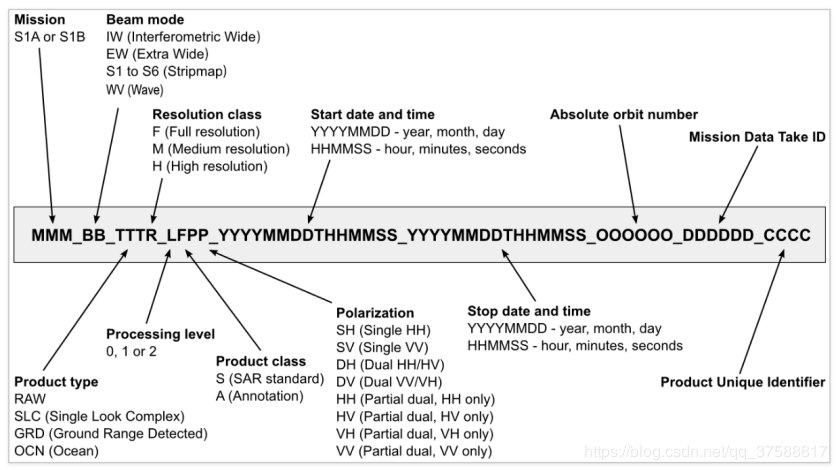 Mission
S1A or S1B
Beam mode
IW (Interferometric Wide)
EW (Extra Wide)
S1 to S6 (Stripmap)
WV (Wave)
Resolution class
F (Full resolution)
M (Medium resolution)
H (High resolution)
Start date and time
YYYYMMDD - year, month, day
HHMMSS - hour, minutes, seconds
Absolute orbit number
Mission Data Take ID
MMM_BB_TTTR_LFPP_YYYYMMDDTHHMMSS_YYYYMMDDTHHMMSS_OOOOOO_DDDDDD_CCCC
Product type
RAW
SLC (Single Look Complex)
GRD (Ground Range Detected)
OCN (Ocean)
Processing level
0, 1 or 2
Product class
S (SAR standard)
A (Annotation)
Polarization
SH (Single HH)
SV (Single VV)
DH (Dual HH/HV)
DV (Dual VV/VH)
HH (Partial dual, HH only)
HV (Partial dual, HV only)
VH (Partial dual, VH only)
VV (Partial dual, VV only)
Stop date and time
YYYYMMDD - year, month, day
HHMMSS - hour, minutes, seconds
Product Unique Identifier
https://blog.csdn.net/qq_37588817